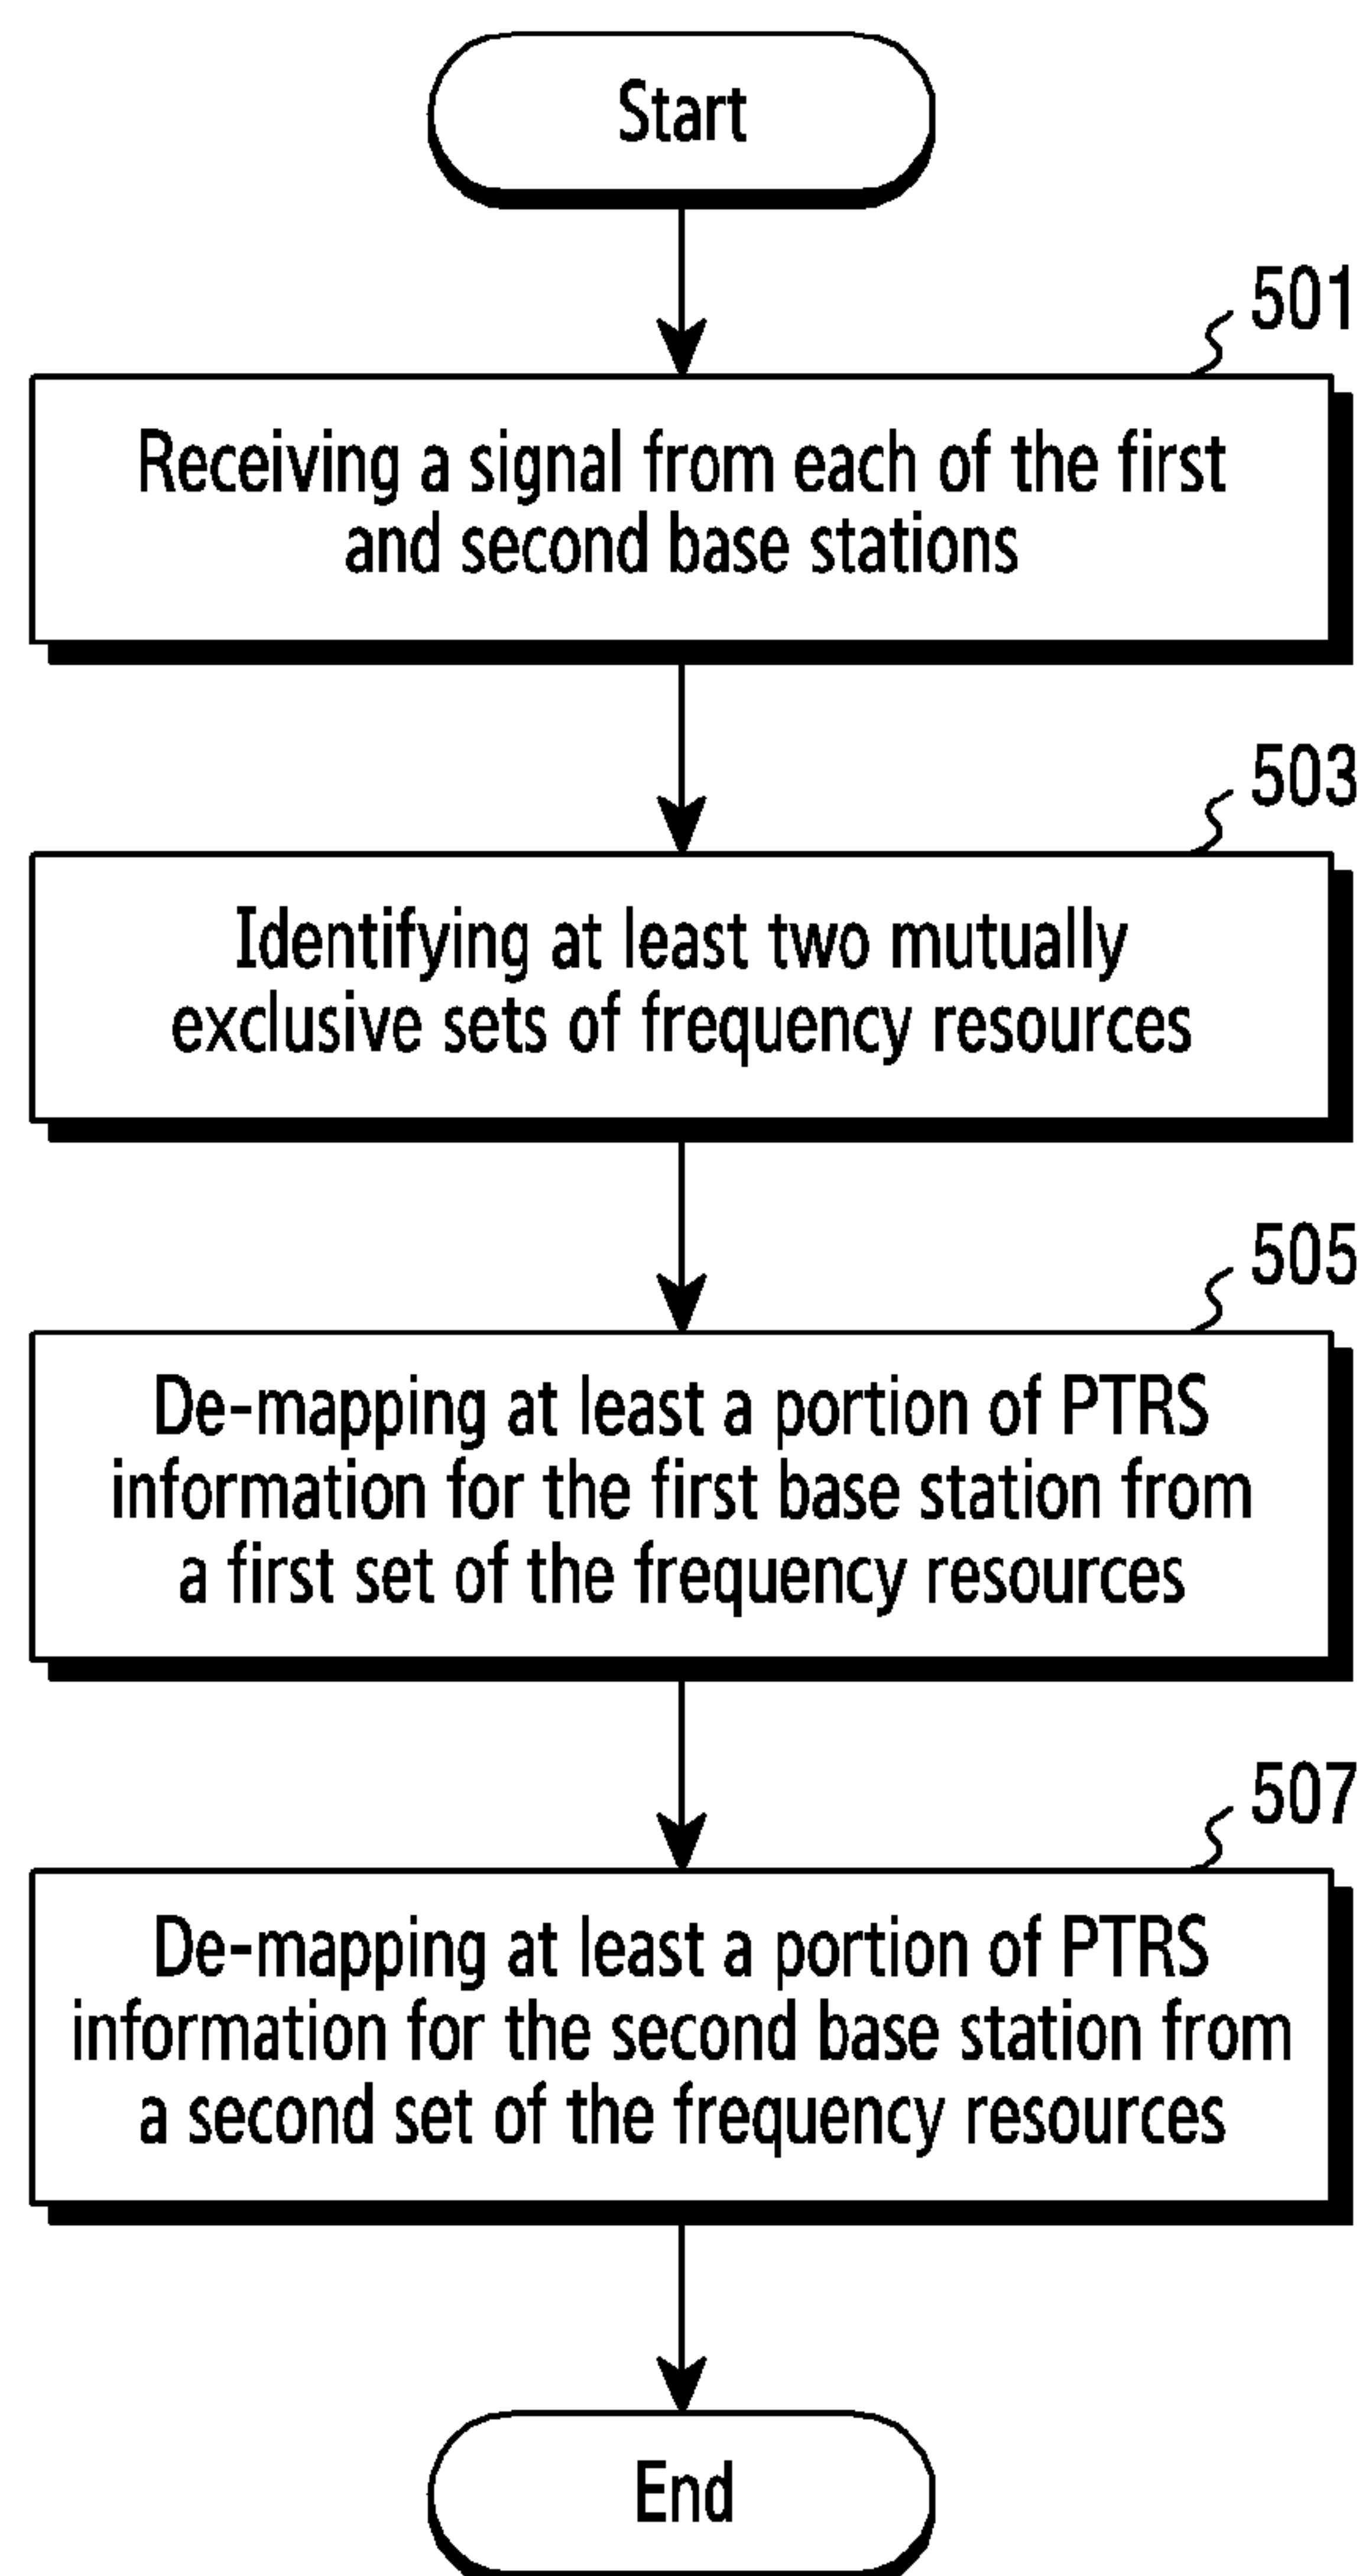 Start
501
Receiving a signal from each of the first
and second base stations
503
Identifying at least two mutually
exclusive sets of frequency resources
505
De-mapping at least a portion of PTRS
information for the first base station from
a first set of the frequency resources
507
De-mapping at least a portion of PTRS
information for the second base station from
a second set of the frequency resources
End